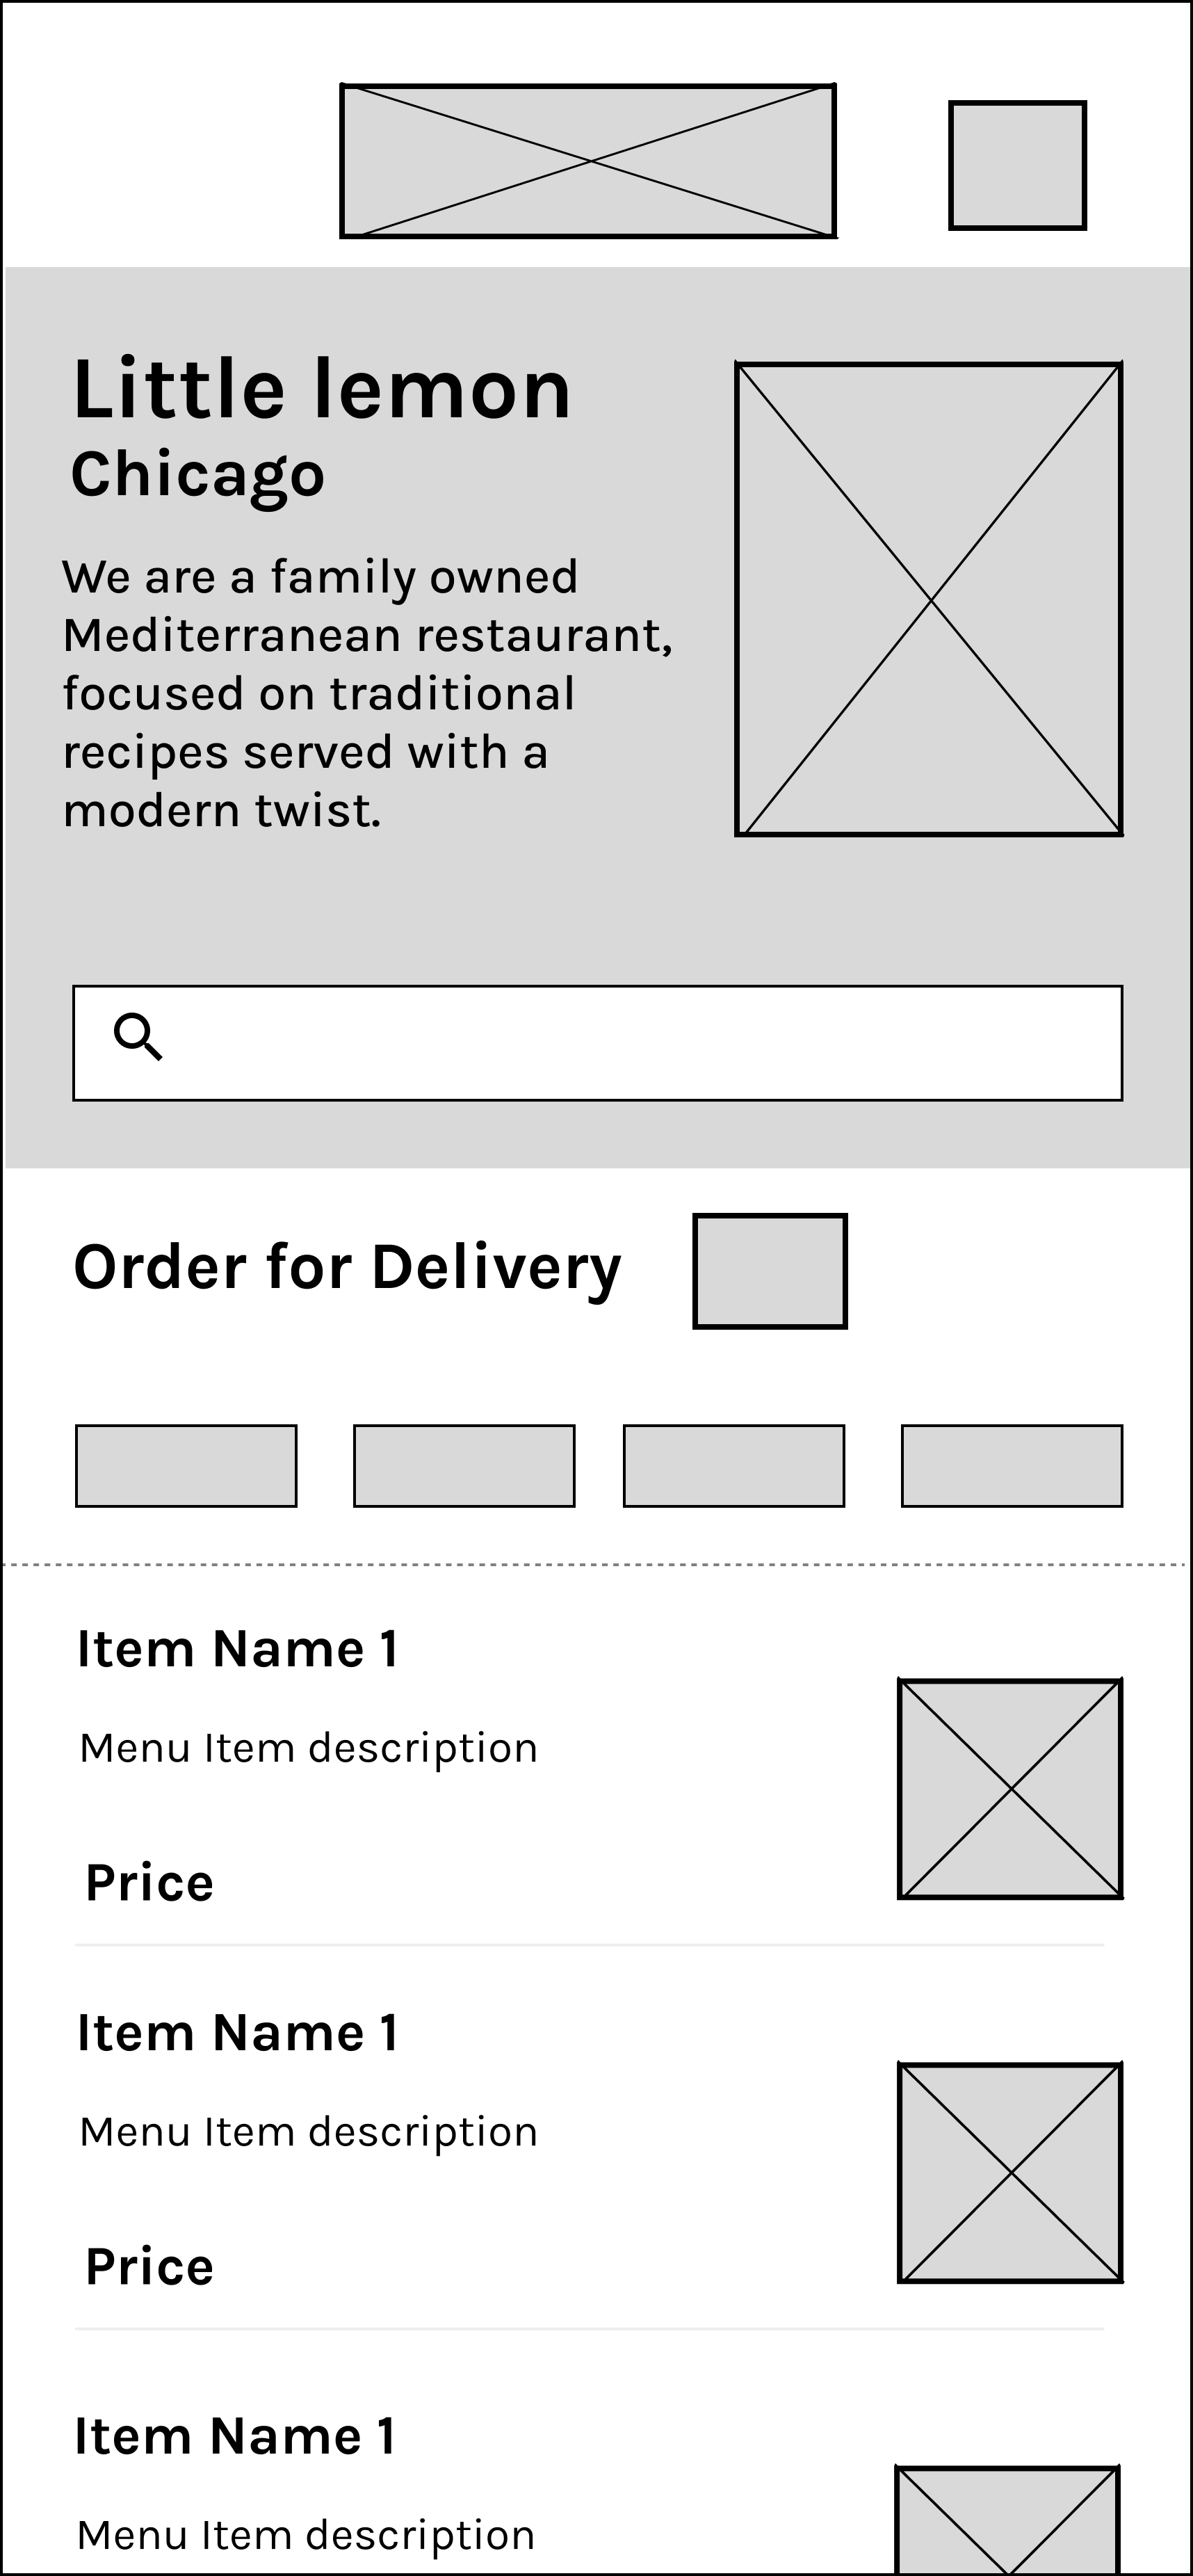 Little lemon
Chicago
We are a family owned
Mediterranean restaurant,
focused on traditional
recipes served with a
modern twist.
Order for Delivery
Item Name 1
Menu Item description
Price
Item Name 1
Menu Item description
Price
Item Name 1
Menu Item description